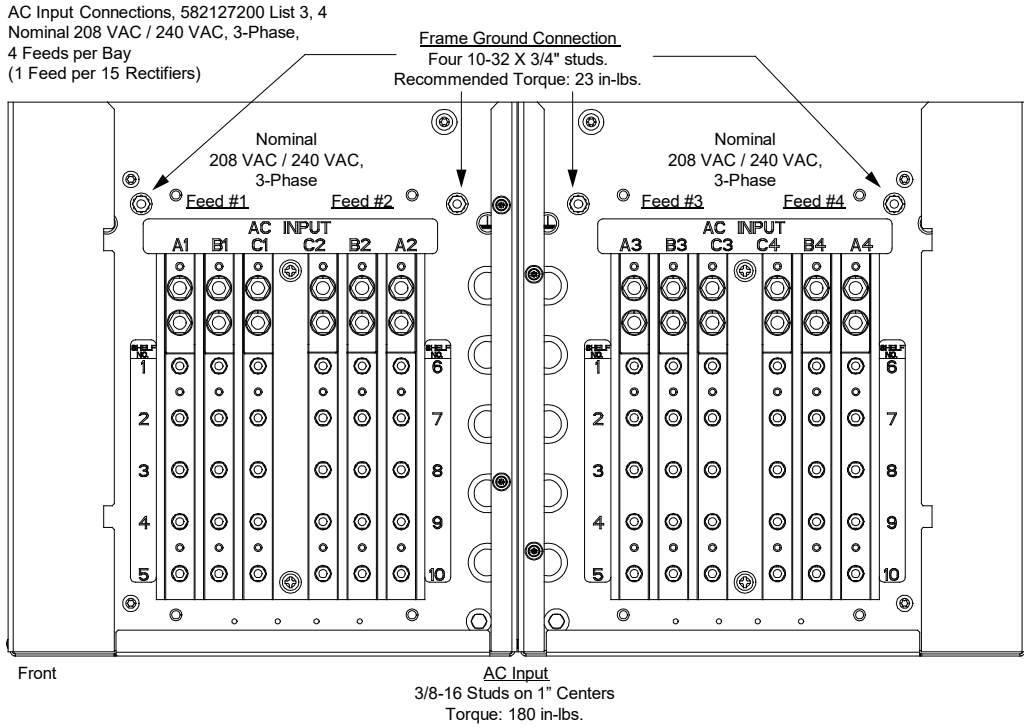 AC Input Connections, 582127200 List 3, 4
Nominal 208 VAC / 240 VAC, 3-Phase,
4 Feeds per Bay
(1 Feed per 15 Rectifiers)
Frame Ground Connection
Four 10-32 X 3/4" studs.
Recommended Torque: 23 in-lbs.
Nominal
208 VAC / 240 VAC,
3-Phase
Feed #1 Feed #2
AC INPUT
A1 B1 C1 C2 B2 A2
SHELF
NO.
1
2
3
4
5
SHELF
NO.
6
7
8
9
10
Nominal
208 VAC / 240 VAC,
3-Phase
Feed #3 Feed #4
AC INPUT
A3 B3 C3 C4 B4 A4
SHELF
NO.
1
2
3
4
5
SHELF
NO.
6
7
8
9
10
Front
AC Input
3/8-16 Studs on 1” Centers
Torque: 180 in-lbs.